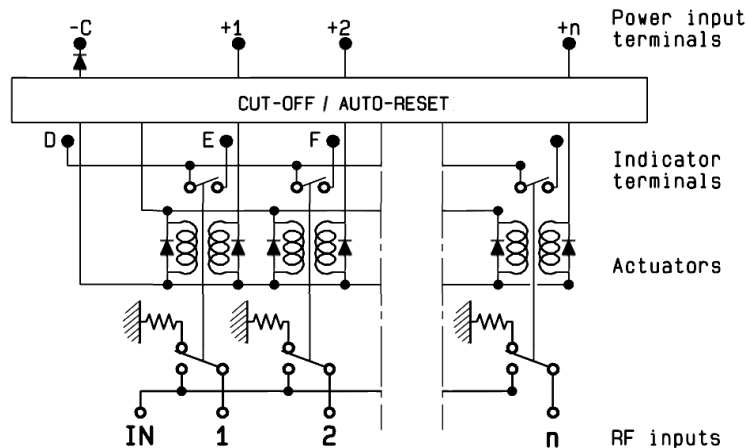 -C +1 +2 +n Power input
terminals
CUT-OFF / AUTO-RESET
D E F
Indicator
terminals
Actuators
IN 1 2 n RF inputs